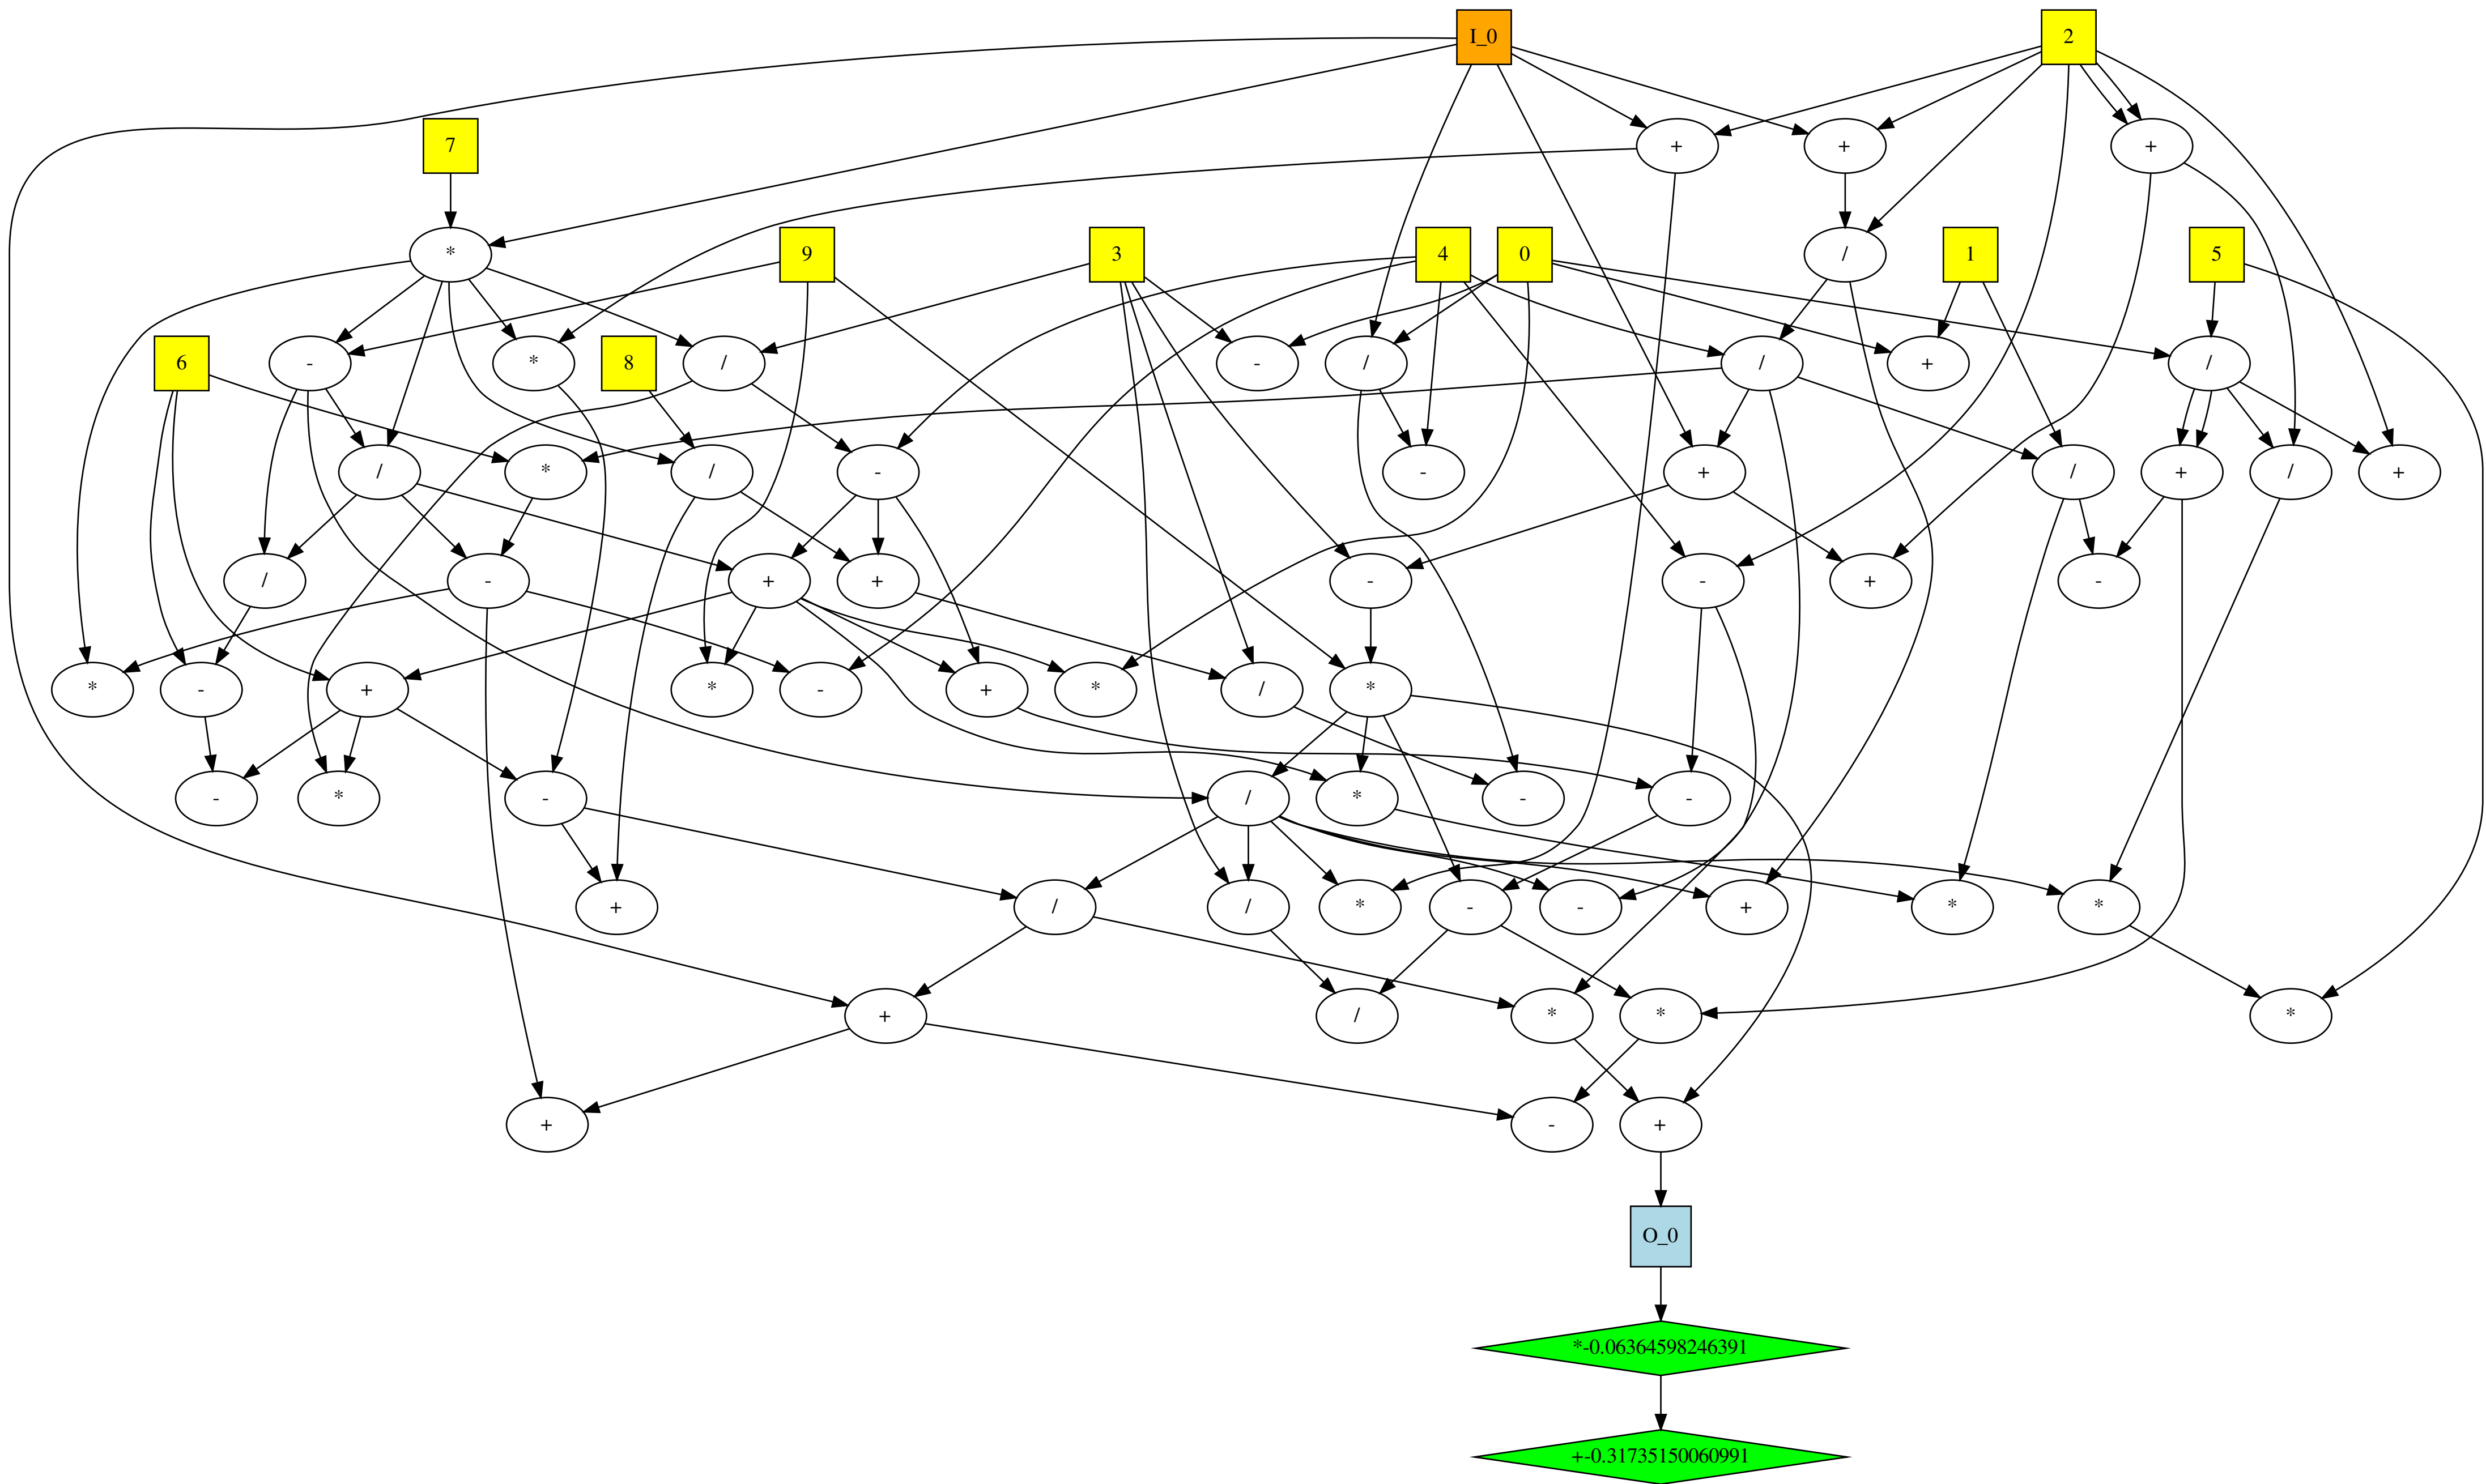 I_0 2
7 + + +
* 9 3 4 0 / 1 5
6 - * 8 / - / / + /
/ * / - - + / + / +
/ - + + - - + -
* - + * - + * / *
- * - / * - -
+ / / * - - + * *
+ / * * *
+ - +
O_0
*-0.06364598246391
+-0.31735150060991